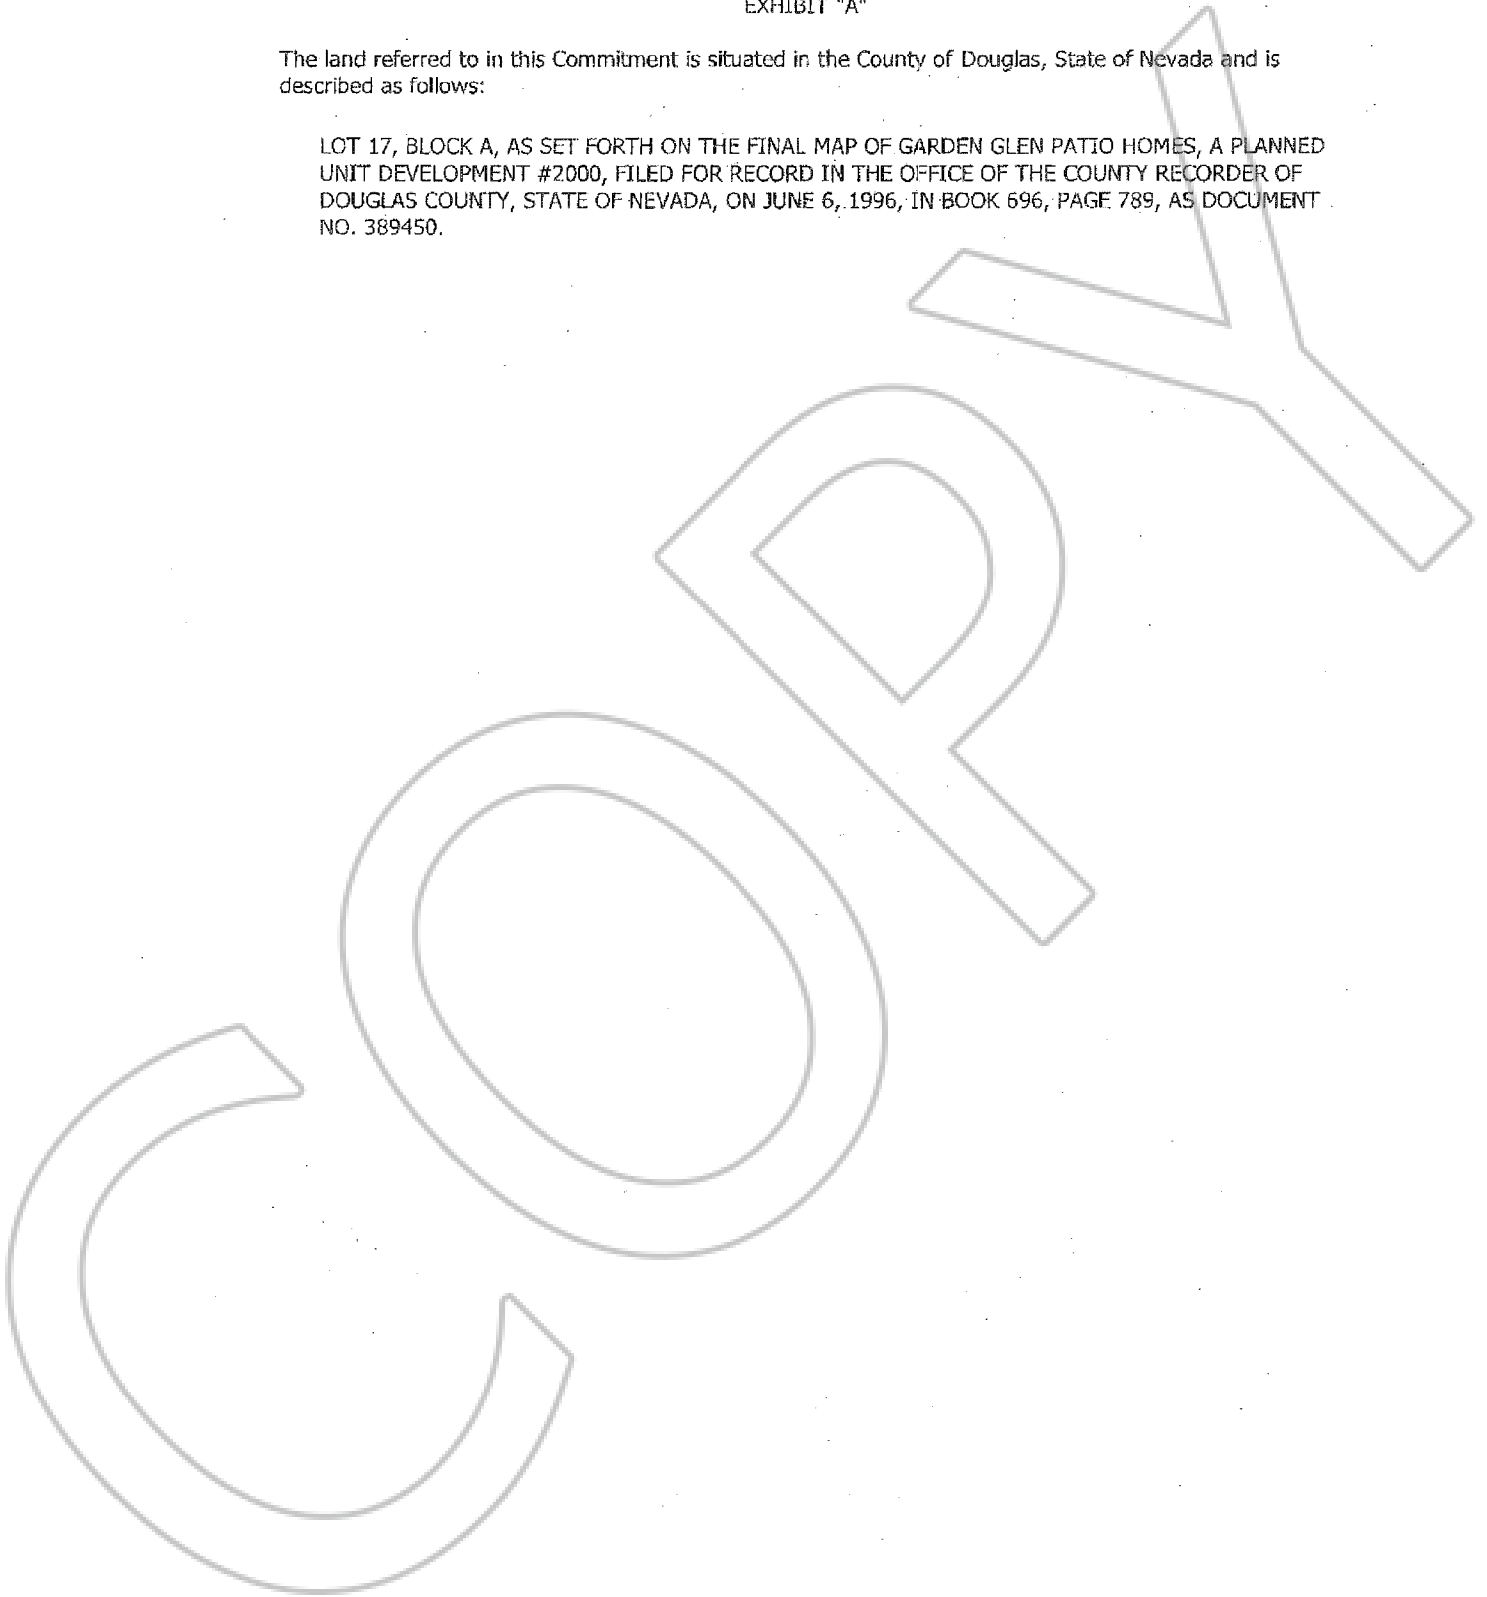 EXHIBIT "A"
The land referred to in this Commitment is situated in the County of Douglas, State of Nevada and is
described as follows:
LOT 17, BLOCK A, AS SET FORTH ON THE FINAL MAP OF GARDEN GLEN PATIO HOMES, A PLANNED
UNIT DEVELOPMENT #2000, FILED FOR RECORD IN THE OFFICE OF THE COUNTY RECORDER OF
DOUGLAS COUNTY, STATE OF NEVADA, ON JUNE 6, 1996, IN BOOK 696, PAGE 789, AS DOCUMENT
NO. 389450.
COPY